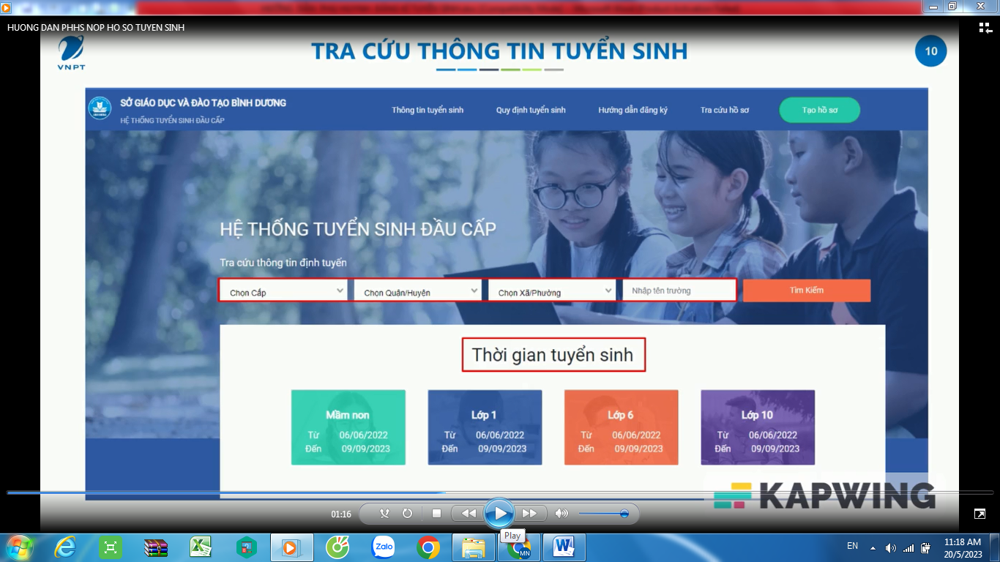 HUONG DAN PHHS NOP HO SO TUYEN SINH
VNPT
TRA CỨU THÔNG TIN TUYỂN SINH
10
SỞ GIÁO DỤC VÀ ĐÀO TẠO BÌNH DƯƠNG
HỆ THỐNG TUYỂN SINH ĐẦU CẤP
Thông tin tuyển sinh
Quy định tuyển sinh
Hướng dẫn đăng ký
Tra cứu hồ sơ
Tạo hồ sơ
HỆ THỐNG TUYỂN SINH ĐẦU CẤP
Tra cứu thông tin định tuyến
Chọn Cấp
Chọn Quận/Huyện
Chọn Xã/Phường
Nhập tên trường
Tìm Kiếm
Thời gian tuyển sinh
Mầm non
Từ 06/06/2022
Đến 09/09/2023
Lớp 1
Từ 06/06/2022
Đến 09/09/2023
Lớp 6
Từ 06/06/2022
Đến 09/09/2023
Lớp 10
Từ 06/06/2022
Đến 09/09/2023
KAPWING
01:16
Play
Zalo
MN
EN
11:18 AM
20/5/2023